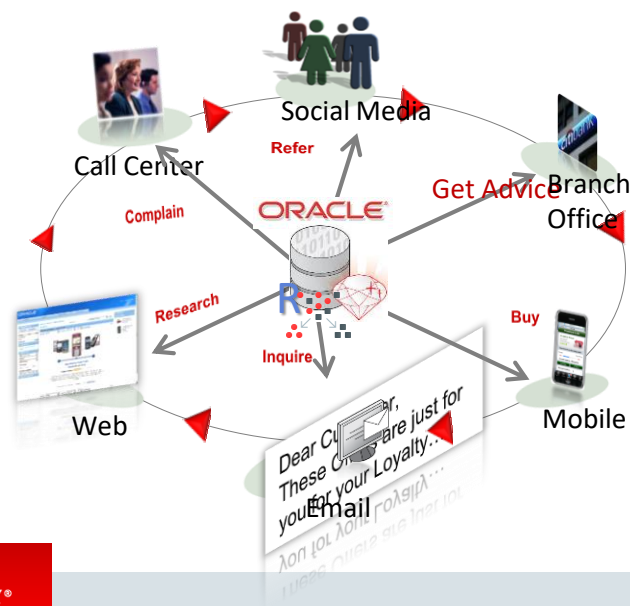 Social Media
Refer
Call Center
citibank
Get Advice
Branch
Office
Complain
ORACLE
R
Research
Inquire
Buy
Web
Mobile
Dear Customer,
These Offers are just for
you for your Loyalty...
Email